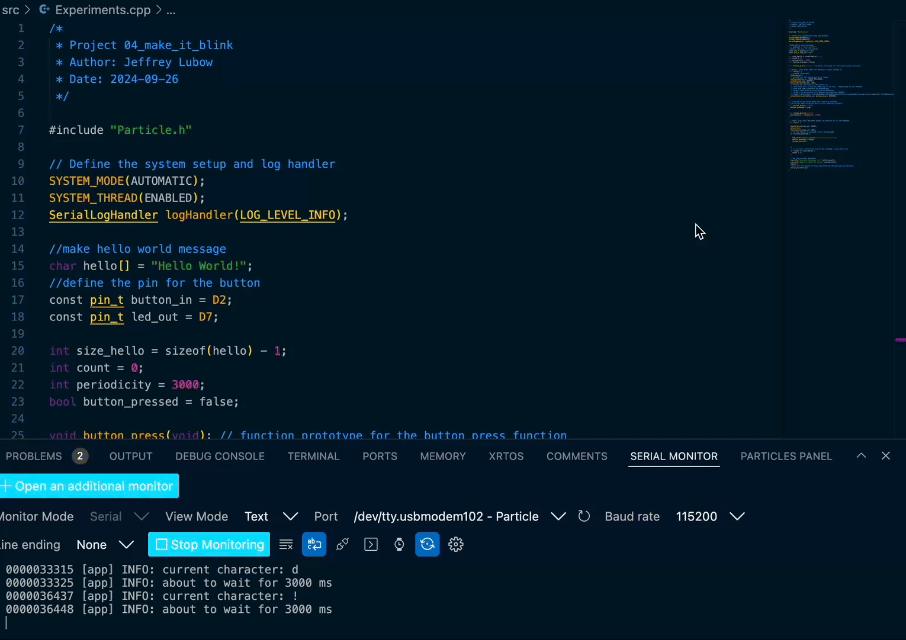 src > Experiments.cpp > ...
1 /*
2 * Project 04_make_it_blink
3 * Author: Jeffrey Lubow
4 * Date: 2024-09-26
5 */
6
7 #include "Particle.h"
8
9 // Define the system setup and log handler
10 SYSTEM_MODE(AUTOMATIC);
11 SYSTEM_THREAD(ENABLED);
12 SerialLogHandler logHandler(LOG_LEVEL_INFO);
13
14 //make hello world message
15 char hello[] = "Hello World!";
16 //define the pin for the button
17 const pin_t button_in = D2;
18 const pin_t led_out = D7;
19
20 int size_hello = sizeof(hello) - 1;
21 int count = 0;
22 int periodicity = 3000;
23 bool button_pressed = false;
24
25 void button_press(void); // function prototype for the button press function
PROBLEMS 2 OUTPUT DEBUG CONSOLE TERMINAL PORTS MEMORY XRTOS COMMENTS SERIAL MONITOR PARTICLES PANEL
+ Open an additional monitor
Monitor Mode Serial View Mode Text Port /dev/tty.usbmodem102 - Particle Baud rate 115200
ine ending None Stop Monitoring
0000033315 [app] INFO: current character: d
0000033325 [app] INFO: about to wait for 3000 ms
0000036437 [app] INFO: current character: !
0000036448 [app] INFO: about to wait for 3000 ms